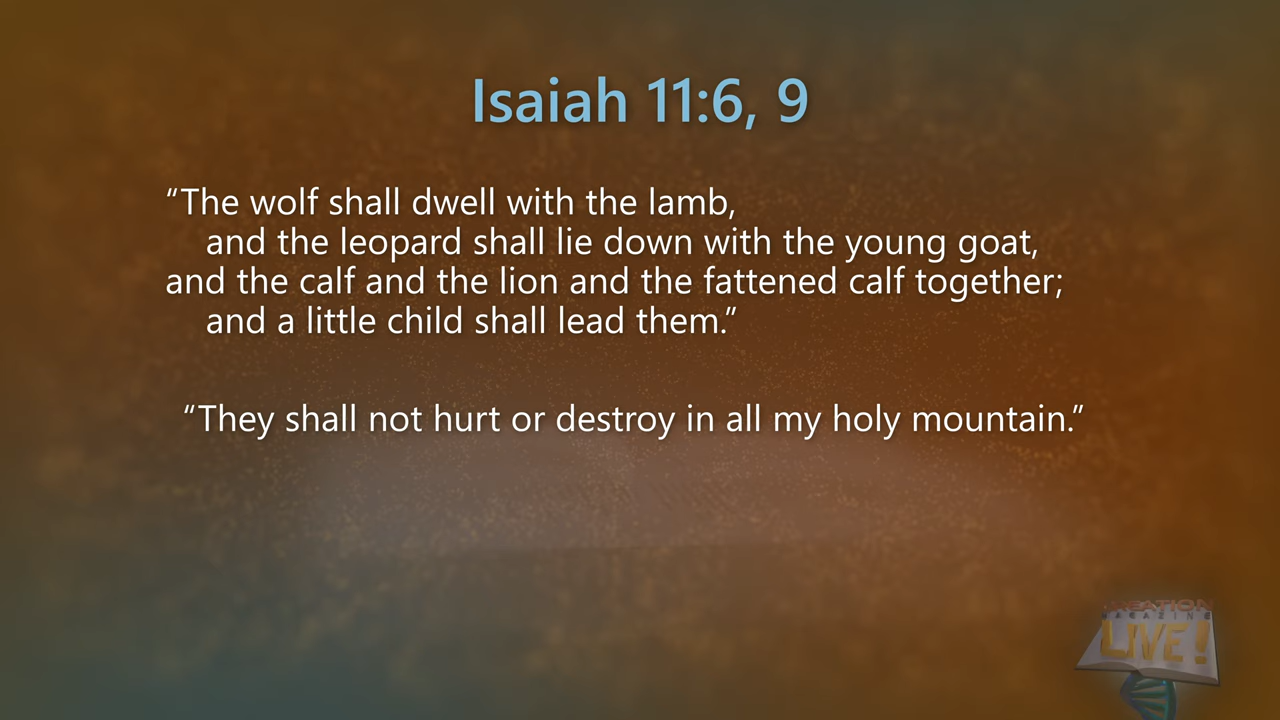 Isaiah 11:6, 9
“The wolf shall dwell with the lamb,
and the leopard shall lie down with the young goat,
and the calf and the lion and the fattened calf together;
and a little child shall lead them.”
“They shall not hurt or destroy in all my holy mountain.”
CREATION
MAGAZINE
LIVE!